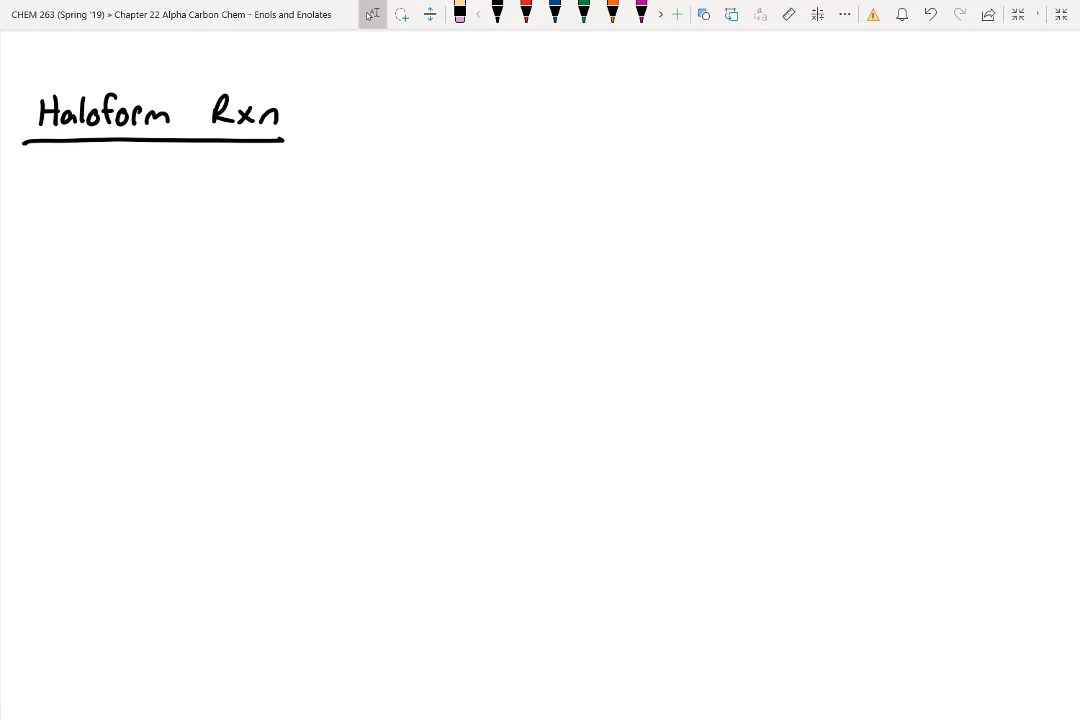 CHEM 263 (Spring '19) » Chapter 22 Alpha Carbon Chem - Enols and Enolates
Haloform Rxn